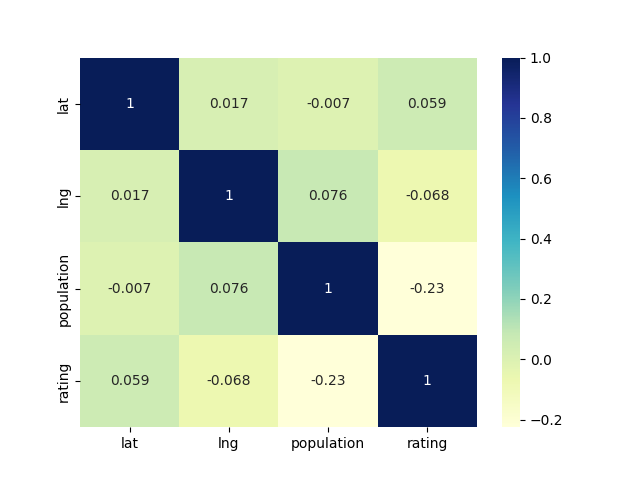 lat 1 0.017 -0.007 0.059
lng 0.017 1 0.076 -0.068
population -0.007 0.076 1 -0.23
rating 0.059 -0.068 -0.23 1
lat lng population rating
1.0
0.8
0.6
0.4
0.2
0.0
−0.2